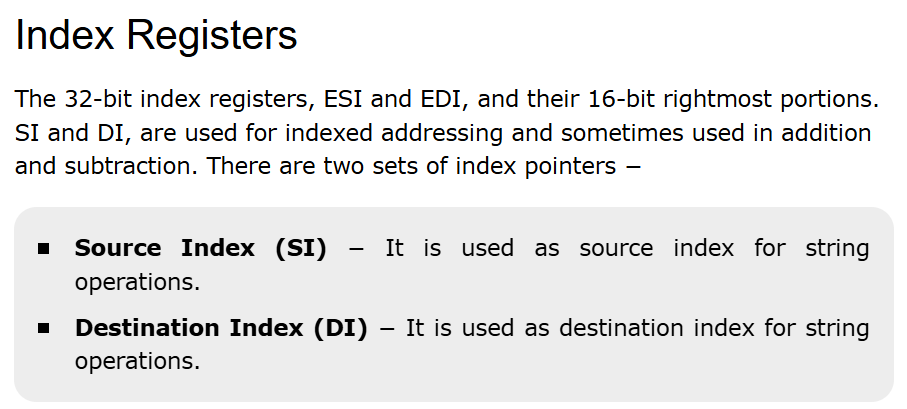 Index Registers
The 32-bit index registers, ESI and EDI, and their 16-bit rightmost portions.
SI and DI, are used for indexed addressing and sometimes used in addition
and subtraction. There are two sets of index pointers −
▪ Source Index (SI) − It is used as source index for string
operations.
▪ Destination Index (DI) − It is used as destination index for string
operations.